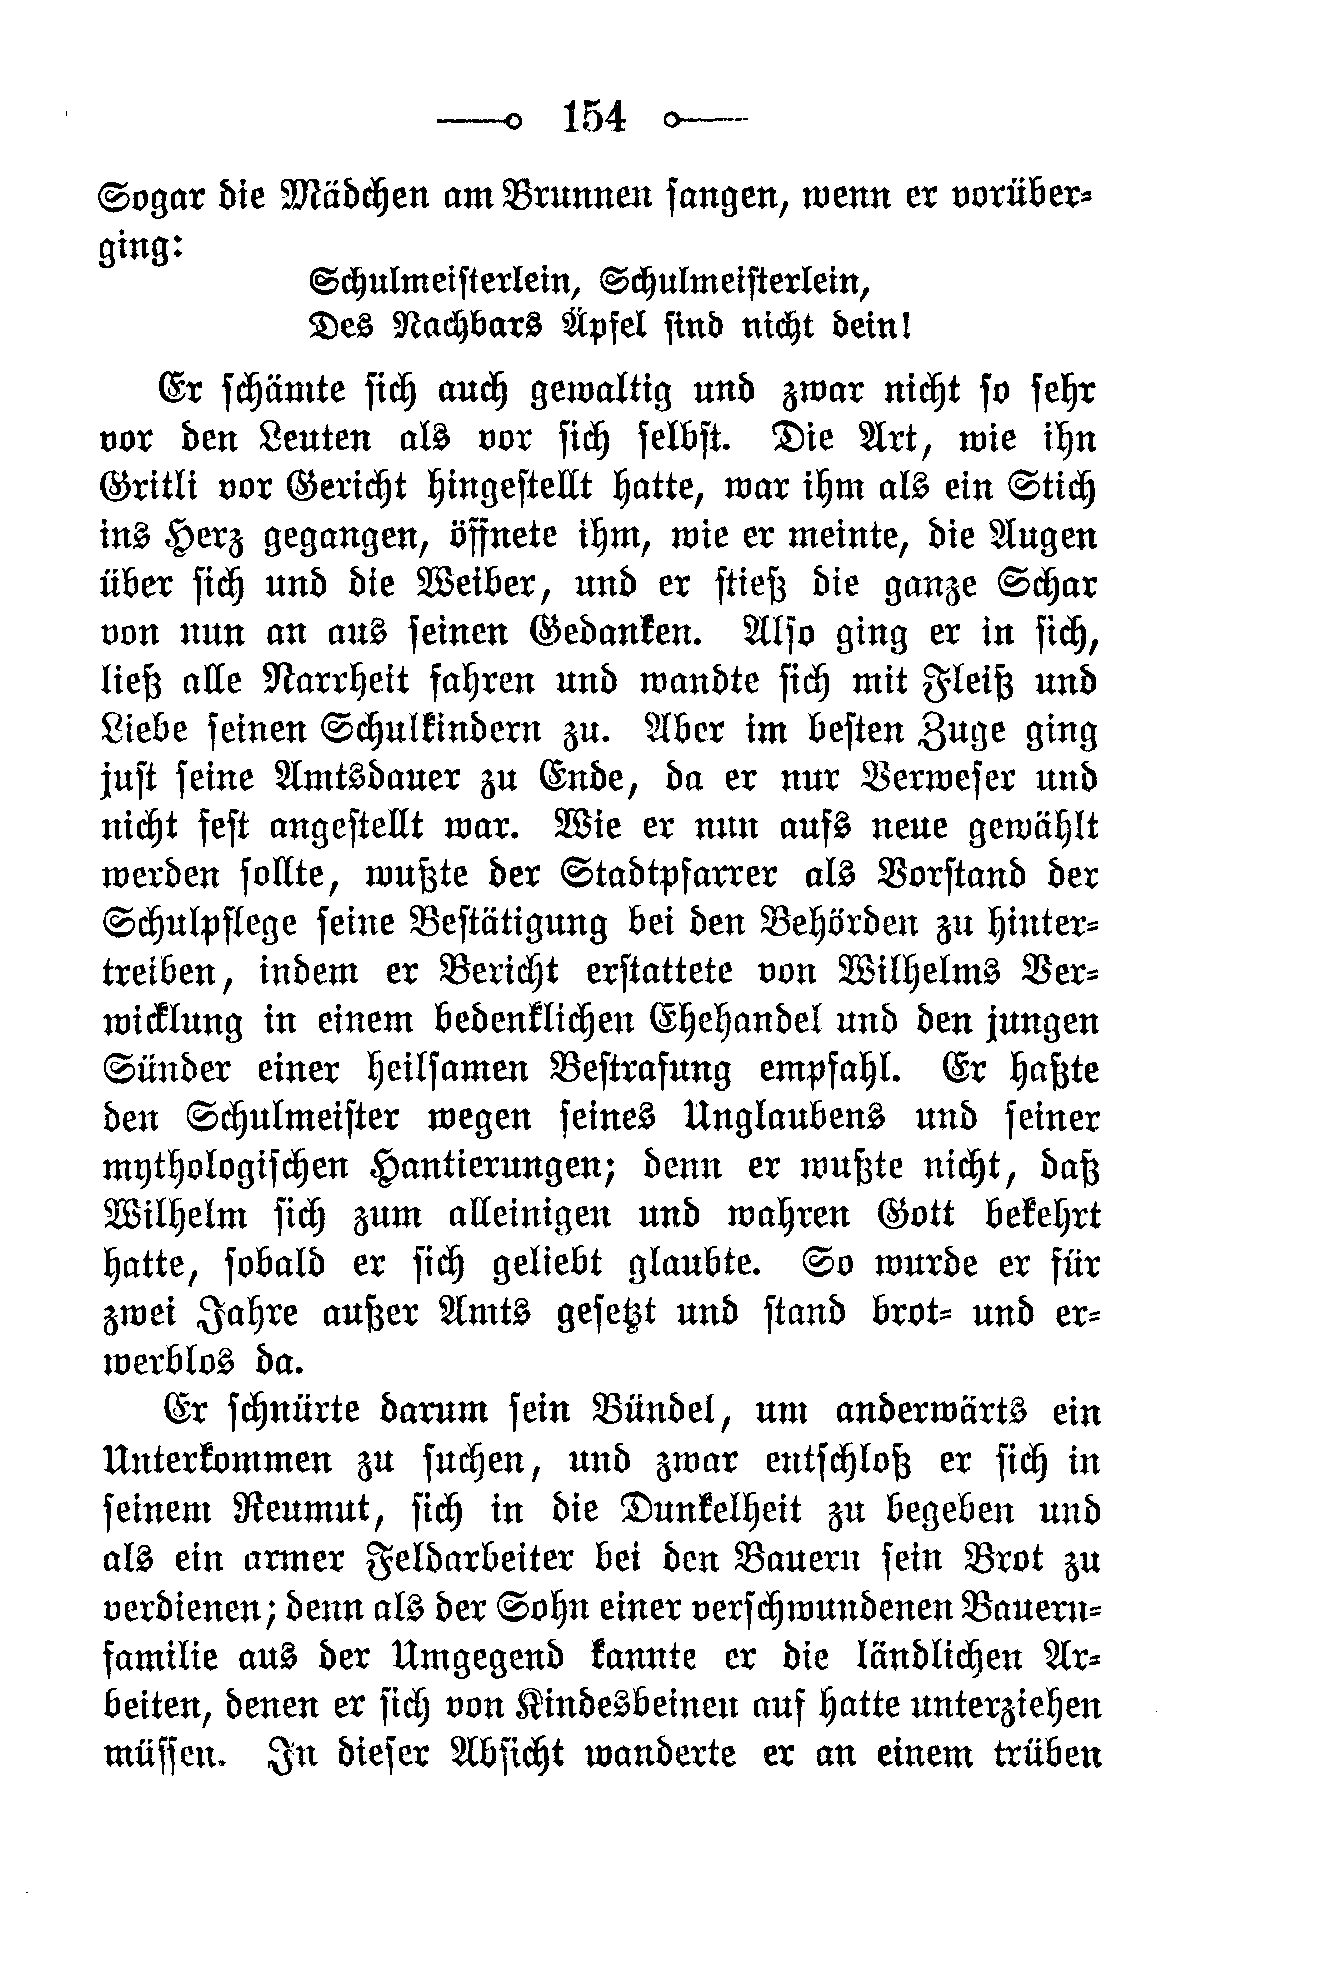 154
Sogar die Mädchen am Brunnen sangen, wenn er vorüber-
ging:
Schulmeisterlein, Schulmeisterlein,
Des Nachbars Äpfel sind nicht dein!
Er schämte sich auch gewaltig und zwar nicht so sehr
vor den Leuten als vor sich selbst. Die Art, wie ihn
Gritli vor Gericht hingestellt hatte, war ihm als ein Stich
ins Herz gegangen, öffnete ihm, wie er meinte, die Augen
über sich und die Weiber, und er stieß die ganze Schar
von nun an aus seinen Gedanken. Also ging er in sich,
ließ alle Narrheit fahren und wandte sich mit Fleiß und
Liebe seinen Schulkindern zu. Aber im besten Zuge ging
just seine Amtsdauer zu Ende, da er nur Verweser und
nicht fest angestellt war. Wie er nun aufs neue gewählt
werden sollte, wußte der Stadtpfarrer als Vorstand der
Schulpflege seine Bestätigung bei den Behörden zu hinter-
treiben, indem er Bericht erstattete von Wilhelms Ver-
wicklung in einem bedenklichen Ehehandel und den jungen
Sünder einer heilsamen Bestrafung empfahl. Er haßte
den Schulmeister wegen seines Unglaubens und seiner
mythologischen Hantierungen; denn er wußte nicht, daß
Wilhelm sich zum alleinigen und wahren Gott bekehrt
hatte, sobald er sich geliebt glaubte. So wurde er für
zwei Jahre außer Amts gesetzt und stand brot- und er-
werblos da.
Er schnürte darum sein Bündel, um anderwärts ein
Unterkommen zu suchen, und zwar entschloß er sich in
seinem Reumut, sich in die Dunkelheit zu begeben und
als ein armer Feldarbeiter bei den Bauern sein Brot zu
verdienen; denn als der Sohn einer verschwundenen Bauern-
familie aus der Umgegend kannte er die ländlichen Ar-
beiten, denen er sich von Kindesbeinen auf hatte unterziehen
müssen. In dieser Absicht wanderte er an einem trüben